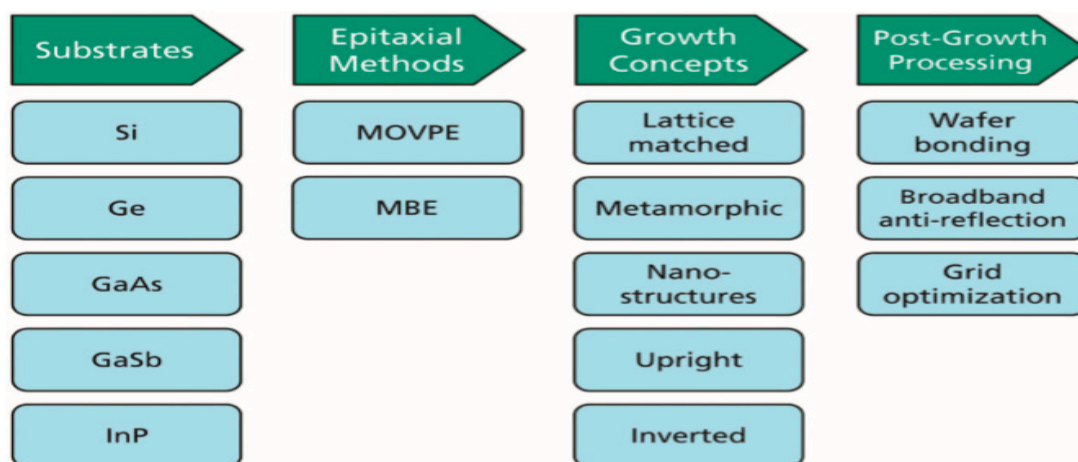 Substrates
Epitaxial
Methods
Growth
Concepts
Post-Growth
Processing
Si
MOVPE
Lattice
matched
Wafer
bonding
Ge
MBE
Metamorphic
Broadband
anti-reflection
GaAs
Nano-
structures
Grid
optimization
GaSb
Upright
InP
Inverted